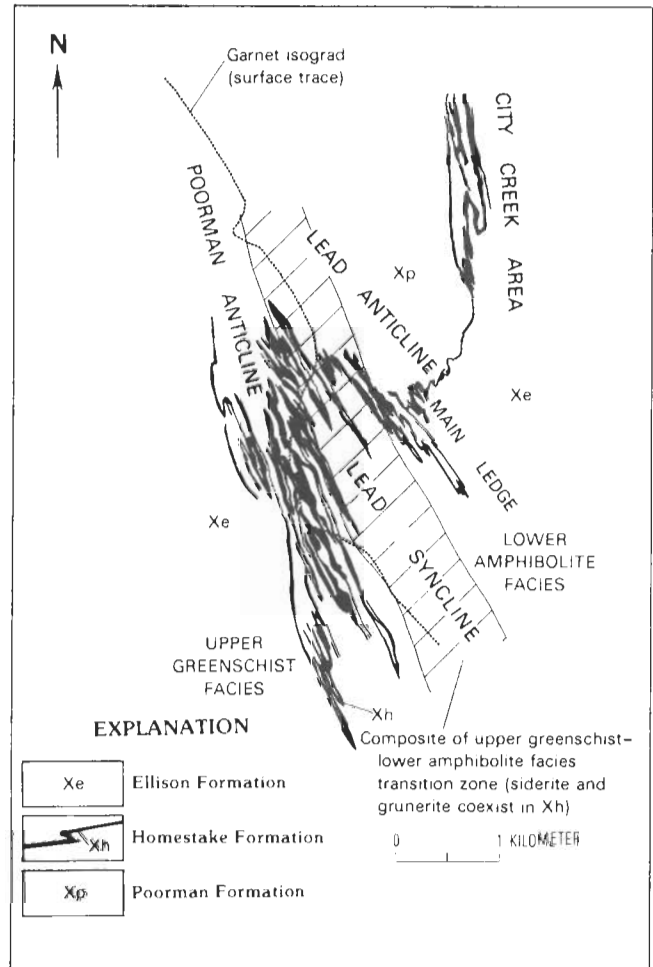 N
Garnet isograd
(surface trace)
CITY CREEK AREA
POORMAN ANTICLINE
LEAD ANTICLINE
Xp
MAIN LEDGE
Xe
Xe
LEAD SYNCLINE
LOWER
AMPHIBOLITE
FACIES
UPPER
GREENSCHIST
FACIES
Xh
Composite of upper greenschist–
lower amphibolite facies
transition zone (siderite and
grunerite coexist in Xh)
0 1 KILOMETER
EXPLANATION
Xe Ellison Formation
Xh Homestake Formation
Xp Poorman Formation